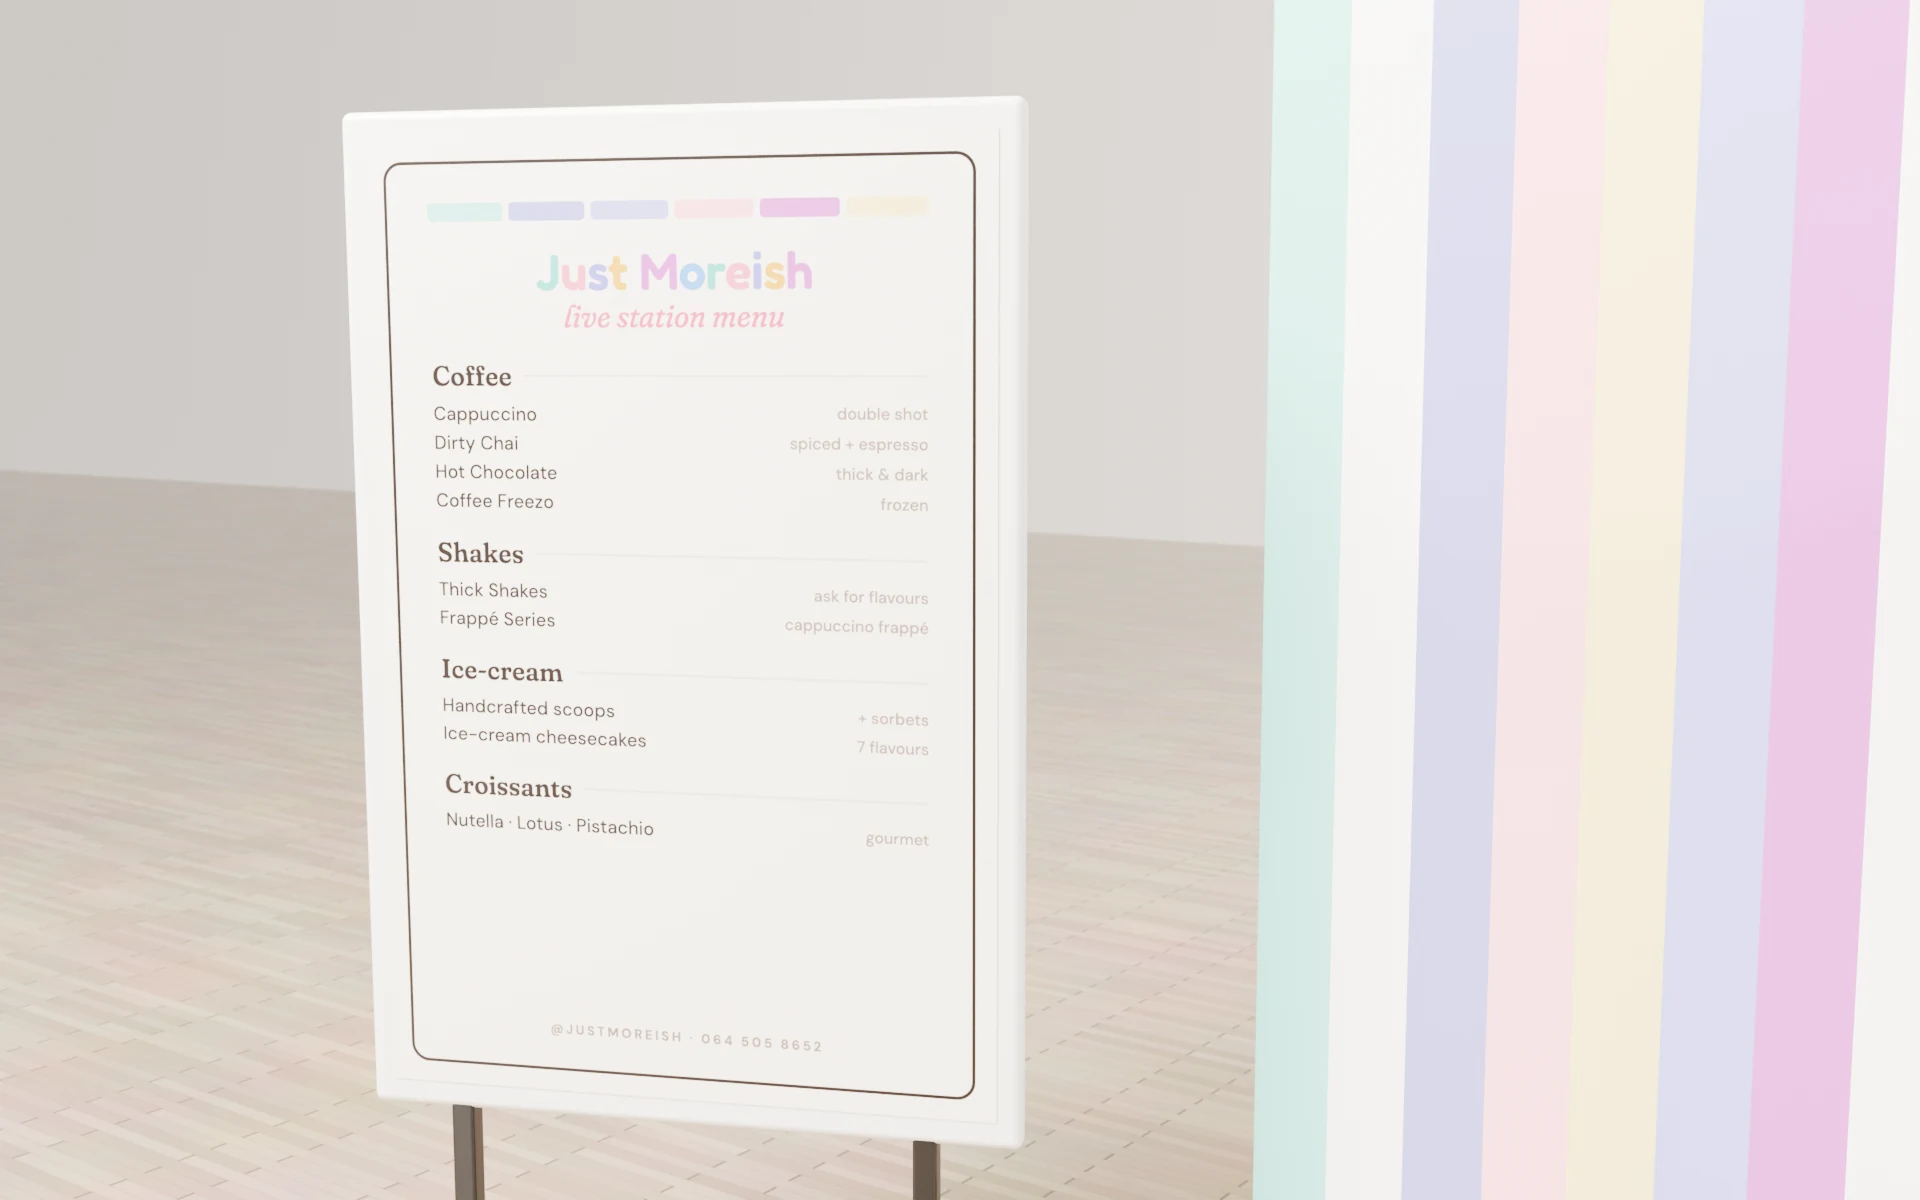 Just Moreish
live station menu
Coffee
Cappuccino double shot
Dirty Chai spiced + espresso
Hot Chocolate thick & dark
Coffee Freezo frozen
Shakes
Thick Shakes ask for flavours
Frappé Series cappuccino frappé
Ice-cream
Handcrafted scoops + sorbets
Ice-cream cheesecakes 7 flavours
Croissants
Nutella · Lotus · Pistachio gourmet
@JUSTMOREISH · 064 505 8652